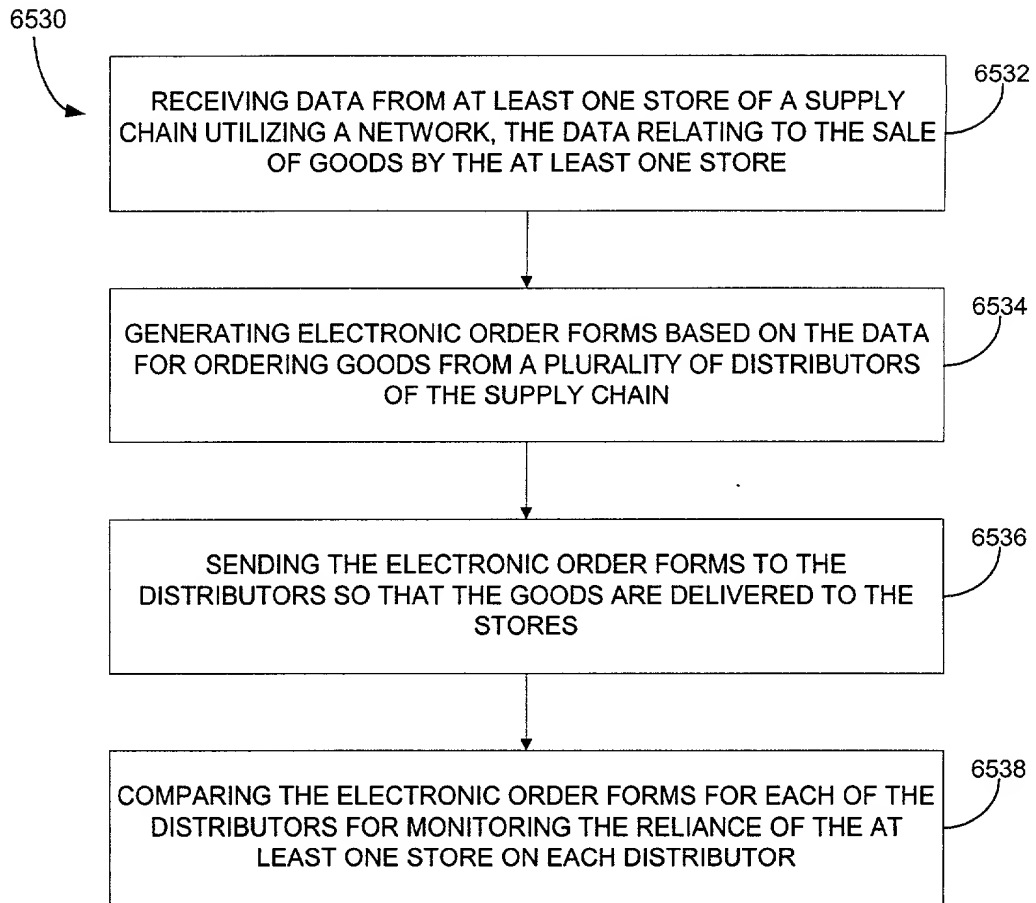 6530
6532
RECEIVING DATA FROM AT LEAST ONE STORE OF A SUPPLY
CHAIN UTILIZING A NETWORK, THE DATA RELATING TO THE SALE
OF GOODS BY THE AT LEAST ONE STORE
6534
GENERATING ELECTRONIC ORDER FORMS BASED ON THE DATA
FOR ORDERING GOODS FROM A PLURALITY OF DISTRIBUTORS
OF THE SUPPLY CHAIN
6536
SENDING THE ELECTRONIC ORDER FORMS TO THE
DISTRIBUTORS SO THAT THE GOODS ARE DELIVERED TO THE
STORES
6538
COMPARING THE ELECTRONIC ORDER FORMS FOR EACH OF THE
DISTRIBUTORS FOR MONITORING THE RELIANCE OF THE AT
LEAST ONE STORE ON EACH DISTRIBUTOR